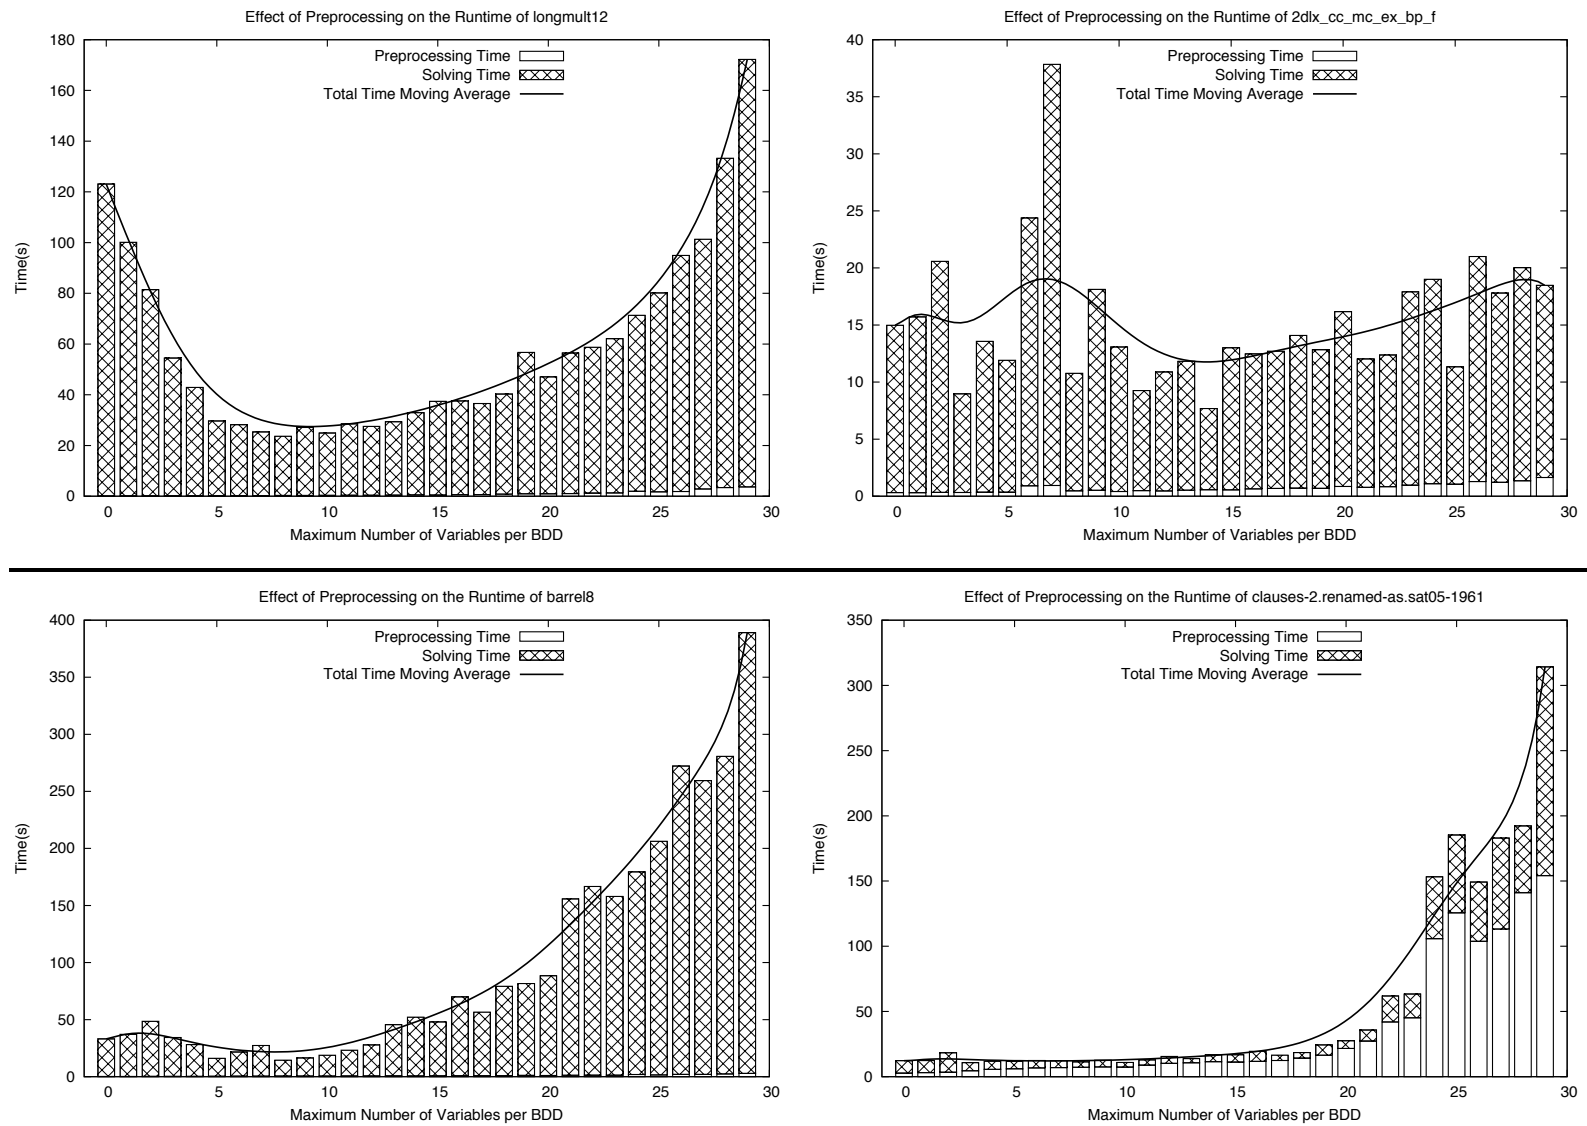 Effect of Preprocessing on the Runtime of longmult12
180
160
140
120
100
80
60
40
20
0
Time(s)
Preprocessing Time
Solving Time
Total Time Moving Average
0 5 10 15 20 25 30
Maximum Number of Variables per BDD
Effect of Preprocessing on the Runtime of 2dlx_cc_mc_ex_bp_f
40
35
30
25
20
15
10
5
0
Time(s)
Preprocessing Time
Solving Time
Total Time Moving Average
0 5 10 15 20 25 30
Maximum Number of Variables per BDD
Effect of Preprocessing on the Runtime of barrel8
400
350
300
250
200
150
100
50
0
Time(s)
Preprocessing Time
Solving Time
Total Time Moving Average
0 5 10 15 20 25 30
Maximum Number of Variables per BDD
Effect of Preprocessing on the Runtime of clauses-2.renamed-as.sat05-1961
350
300
250
200
150
100
50
0
Time(s)
Preprocessing Time
Solving Time
Total Time Moving Average
0 5 10 15 20 25 30
Maximum Number of Variables per BDD